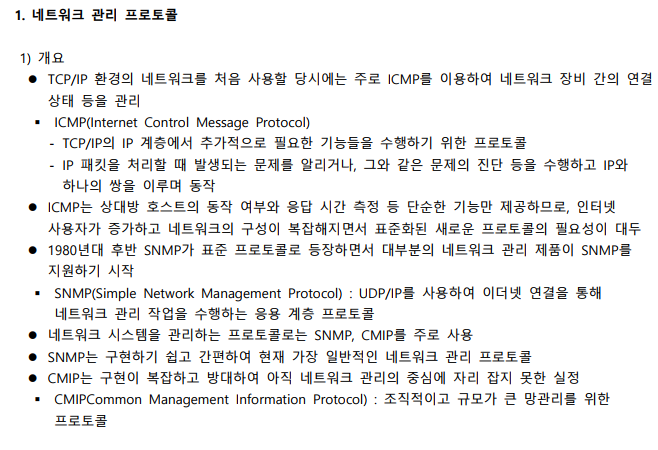 1. 네트워크 관리 프로토콜
1) 개요
● TCP/IP 환경의 네트워크를 처음 사용할 당시에는 주로 ICMP를 이용하여 네트워크 장비 간의 연결
상태 등을 관리
▪ ICMP(Internet Control Message Protocol)
- TCP/IP의 IP 계층에서 추가적으로 필요한 기능들을 수행하기 위한 프로토콜
- IP 패킷을 처리할 때 발생되는 문제를 알리거나, 그와 같은 문제의 진단 등을 수행하고 IP와
하나의 쌍을 이루며 동작
● ICMP는 상대방 호스트의 동작 여부와 응답 시간 측정 등 단순한 기능만 제공하므로, 인터넷
사용자가 증가하고 네트워크의 구성이 복잡해지면서 표준화된 새로운 프로토콜의 필요성이 대두
● 1980년대 후반 SNMP가 표준 프로토콜로 등장하면서 대부분의 네트워크 관리 제품이 SNMP를
지원하기 시작
▪ SNMP(Simple Network Management Protocol) : UDP/IP를 사용하여 이더넷 연결을 통해
네트워크 관리 작업을 수행하는 응용 계층 프로토콜
● 네트워크 시스템을 관리하는 프로토콜로는 SNMP, CMIP를 주로 사용
● SNMP는 구현하기 쉽고 간편하여 현재 가장 일반적인 네트워크 관리 프로토콜
● CMIP는 구현이 복잡하고 방대하여 아직 네트워크 관리의 중심에 자리 잡지 못한 실정
▪ CMIPCommon Management Information Protocol) : 조직적이고 규모가 큰 망관리를 위한
프로토콜